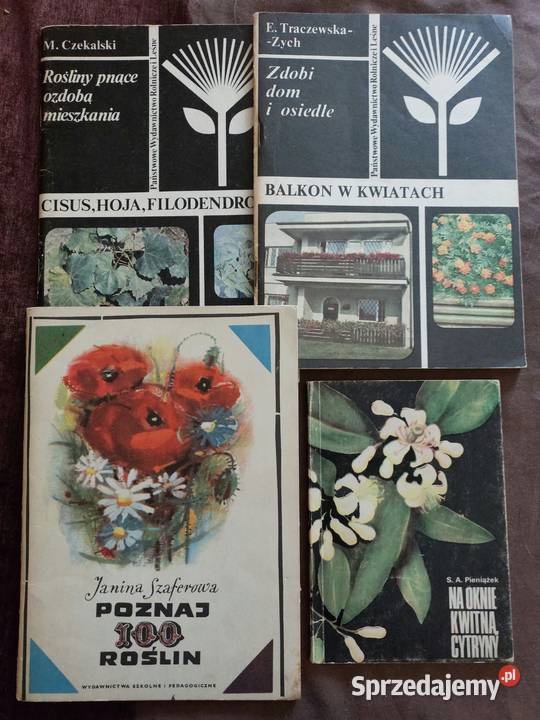 M. Czekalski
Rośliny pnące
ozdobą
mieszkania
Państwowe Wydawnictwo Rolnicze i Leśne
CISUS, HOJA, FILODENDRO
E. Traczewska-
-Zych
Zdobi
dom
i osiedle
Państwowe Wydawnictwo Rolnicze i Leśne
BALKON W KWIATACH
Janina Szaferowa
POZNAJ
100
ROŚLIN
WYDAWNICTWA SZKOLNE I PEDAGOGICZNE
S. A. Pieniążek
NA OKNIE
KWITNĄ
CYTRYNY
Sprzedajemy.pl